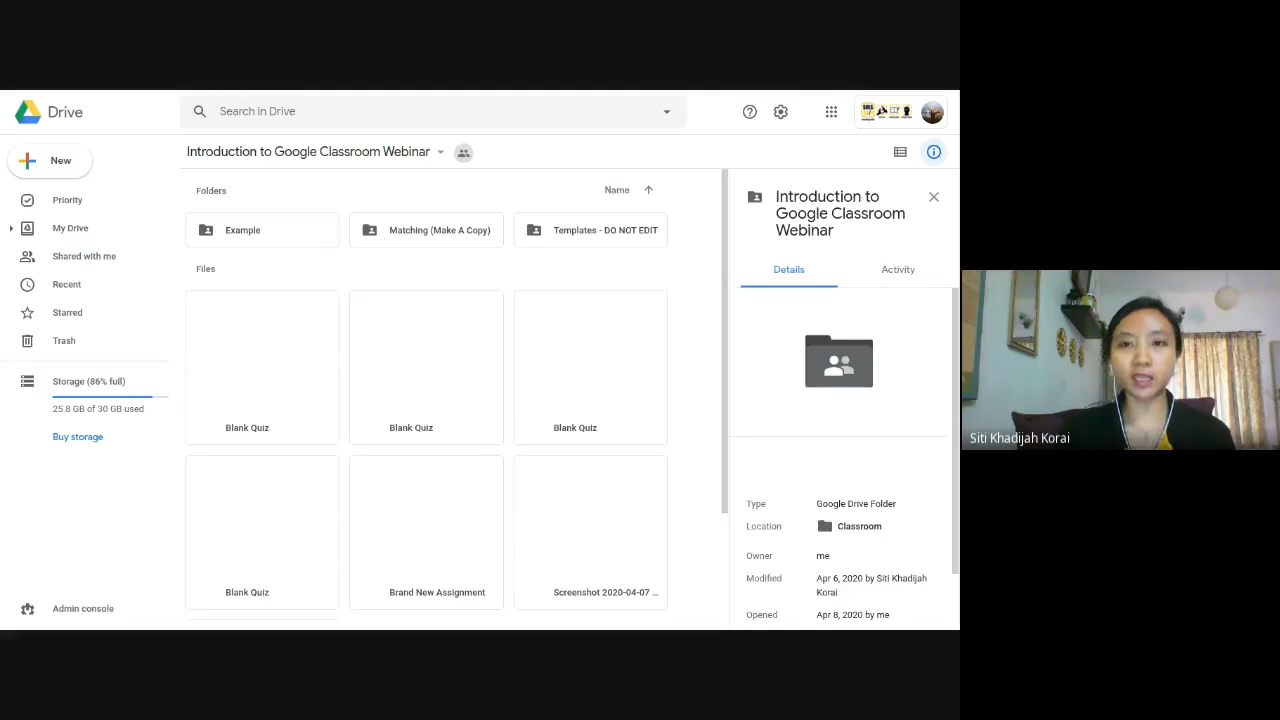 Drive
Search in Drive
New
Introduction to Google Classroom Webinar
Priority
My Drive
Shared with me
Recent
Starred
Trash
Storage (86% full)
25.8 GB of 30 GB used
Buy storage
Admin console
Folders
Name
Example
Matching (Make A Copy)
Templates - DO NOT EDIT
Files
Blank Quiz
Blank Quiz
Blank Quiz
Blank Quiz
Brand New Assignment
Screenshot 2020-04-07 ...
Introduction to
Google Classroom
Webinar
Details
Activity
Type
Google Drive Folder
Location
Classroom
Owner
me
Modified
Apr 6, 2020 by Siti Khadijah
Korai
Opened
Apr 8, 2020 by me
Siti Khadijah Korai